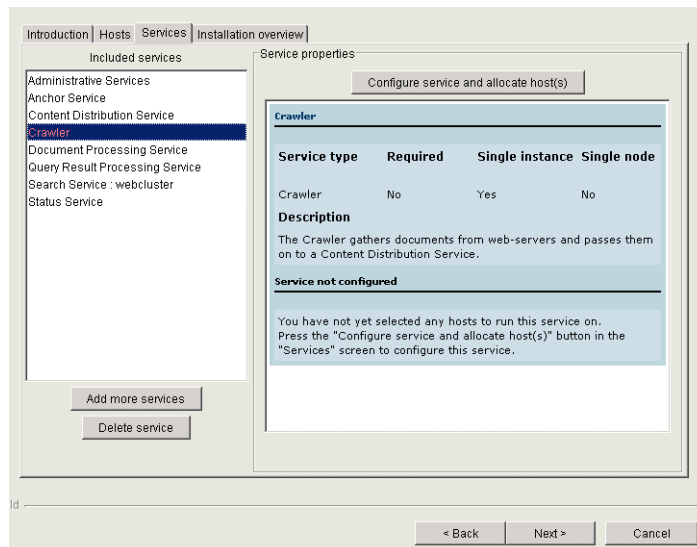 Introduction Hosts Services Installation overview
Included services
Administrative Services
Anchor Service
Content Distribution Service
Crawler
Document Processing Service
Query Result Processing Service
Search Service : webcluster
Status Service
Add more services
Delete service
Service properties
Configure service and allocate host(s)
Crawler
Service type Required Single instance Single node
Crawler No Yes No
Description
The Crawler gathers documents from web-servers and passes them
on to a Content Distribution Service.
Service not configured
You have not yet selected any hosts to run this service on.
Press the "Configure service and allocate host(s)" button in the
"Services" screen to configure this service.
ld
< Back Next > Cancel